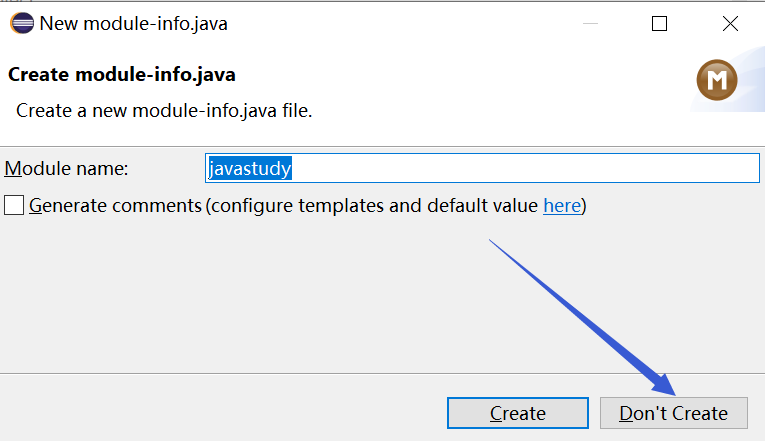 New module-info.java
Create module-info.java
M
Create a new module-info.java file.
Module name: javastudy
Generate comments (configure templates and default value here)
Create Don't Create